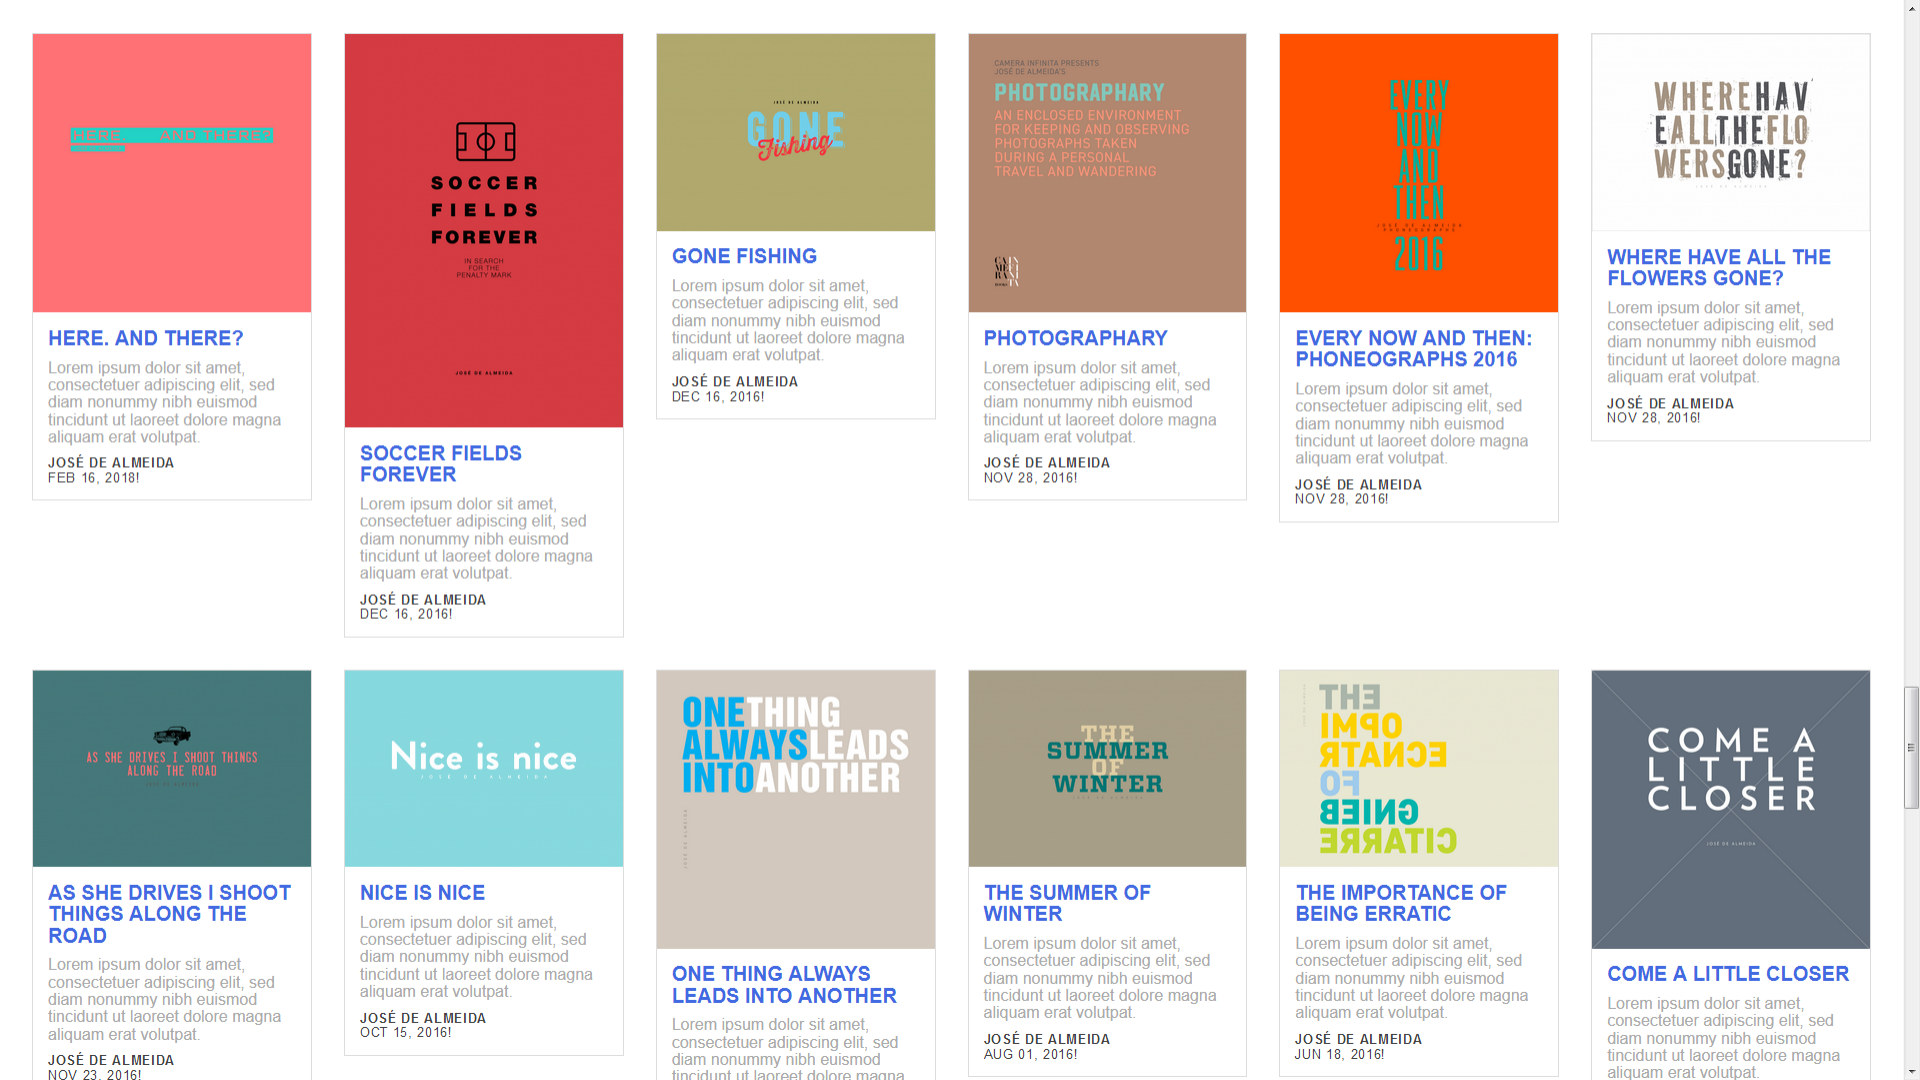 HERE. AND THERE?
HERE. AND THERE?
Lorem ipsum dolor sit amet,
consectetuer adipiscing elit, sed
diam nonummy nibh euismod
tincidunt ut laoreet dolore magna
aliquam erat volutpat.
JOSÉ DE ALMEIDA
FEB 16, 2018!
SOCCER
FIELDS
FOREVER
IN SEARCH
FOR THE
PENALTY MARK
JOSÉ DE ALMEIDA
SOCCER FIELDS
FOREVER
Lorem ipsum dolor sit amet,
consectetuer adipiscing elit, sed
diam nonummy nibh euismod
tincidunt ut laoreet dolore magna
aliquam erat volutpat.
JOSÉ DE ALMEIDA
DEC 16, 2016!
JOSÉ DE ALMEIDA
GONE
Fishing
GONE FISHING
Lorem ipsum dolor sit amet,
consectetuer adipiscing elit, sed
diam nonummy nibh euismod
tincidunt ut laoreet dolore magna
aliquam erat volutpat.
JOSÉ DE ALMEIDA
DEC 16, 2016!
CAMERA INFINITA PRESENTS
JOSÉ DE ALMEIDA'S
PHOTOGRAPHARY
AN ENCLOSED ENVIRONMENT
FOR KEEPING AND OBSERVING
PHOTOGRAPHS TAKEN
DURING A PERSONAL
TRAVEL AND WANDERING
PHOTOGRAPHARY
Lorem ipsum dolor sit amet,
consectetuer adipiscing elit, sed
diam nonummy nibh euismod
tincidunt ut laoreet dolore magna
aliquam erat volutpat.
JOSÉ DE ALMEIDA
NOV 28, 2016!
EVERY
NOW
AND
THEN
JOSÉ DE ALMEIDA
PHONEOGRAPHS
2016
EVERY NOW AND THEN:
PHONEOGRAPHS 2016
Lorem ipsum dolor sit amet,
consectetuer adipiscing elit, sed
diam nonummy nibh euismod
tincidunt ut laoreet dolore magna
aliquam erat volutpat.
JOSÉ DE ALMEIDA
NOV 28, 2016!
WHEREHAV
EALLTHEFLO
WERSGONE?
JOSÉ DE ALMEIDA
WHERE HAVE ALL THE
FLOWERS GONE?
Lorem ipsum dolor sit amet,
consectetuer adipiscing elit, sed
diam nonummy nibh euismod
tincidunt ut laoreet dolore magna
aliquam erat volutpat.
JOSÉ DE ALMEIDA
NOV 28, 2016!
AS SHE DRIVES I SHOOT THINGS
ALONG THE ROAD
AS SHE DRIVES I SHOOT
THINGS ALONG THE
ROAD
Lorem ipsum dolor sit amet,
consectetuer adipiscing elit, sed
diam nonummy nibh euismod
tincidunt ut laoreet dolore magna
aliquam erat volutpat.
JOSÉ DE ALMEIDA
NOV 23, 2016!
Nice is nice
JOSÉ DE ALMEIDA
NICE IS NICE
Lorem ipsum dolor sit amet,
consectetuer adipiscing elit, sed
diam nonummy nibh euismod
tincidunt ut laoreet dolore magna
aliquam erat volutpat.
JOSÉ DE ALMEIDA
OCT 15, 2016!
ONETHING
ALWAYSLEADS
INTOANOTHER
JOSÉ DE ALMEIDA
ONE THING ALWAYS
LEADS INTO ANOTHER
Lorem ipsum dolor sit amet,
consectetuer adipiscing elit, sed
diam nonummy nibh euismod
tincidunt ut laoreet dolore magna
THE
SUMMER
OF
WINTER
THE SUMMER OF
WINTER
Lorem ipsum dolor sit amet,
consectetuer adipiscing elit, sed
diam nonummy nibh euismod
tincidunt ut laoreet dolore magna
aliquam erat volutpat.
JOSÉ DE ALMEIDA
AUG 01, 2016!
THE
OPMI
ECNATR
FO
GNIEB
CITARRE
THE IMPORTANCE OF
BEING ERRATIC
Lorem ipsum dolor sit amet,
consectetuer adipiscing elit, sed
diam nonummy nibh euismod
tincidunt ut laoreet dolore magna
aliquam erat volutpat.
JOSÉ DE ALMEIDA
JUN 18, 2016!
COME A
LITTLE
CLOSER
JOSÉ DE ALMEIDA
COME A LITTLE CLOSER
Lorem ipsum dolor sit amet,
consectetuer adipiscing elit, sed
diam nonummy nibh euismod
tincidunt ut laoreet dolore magna
aliquam erat volutpat.